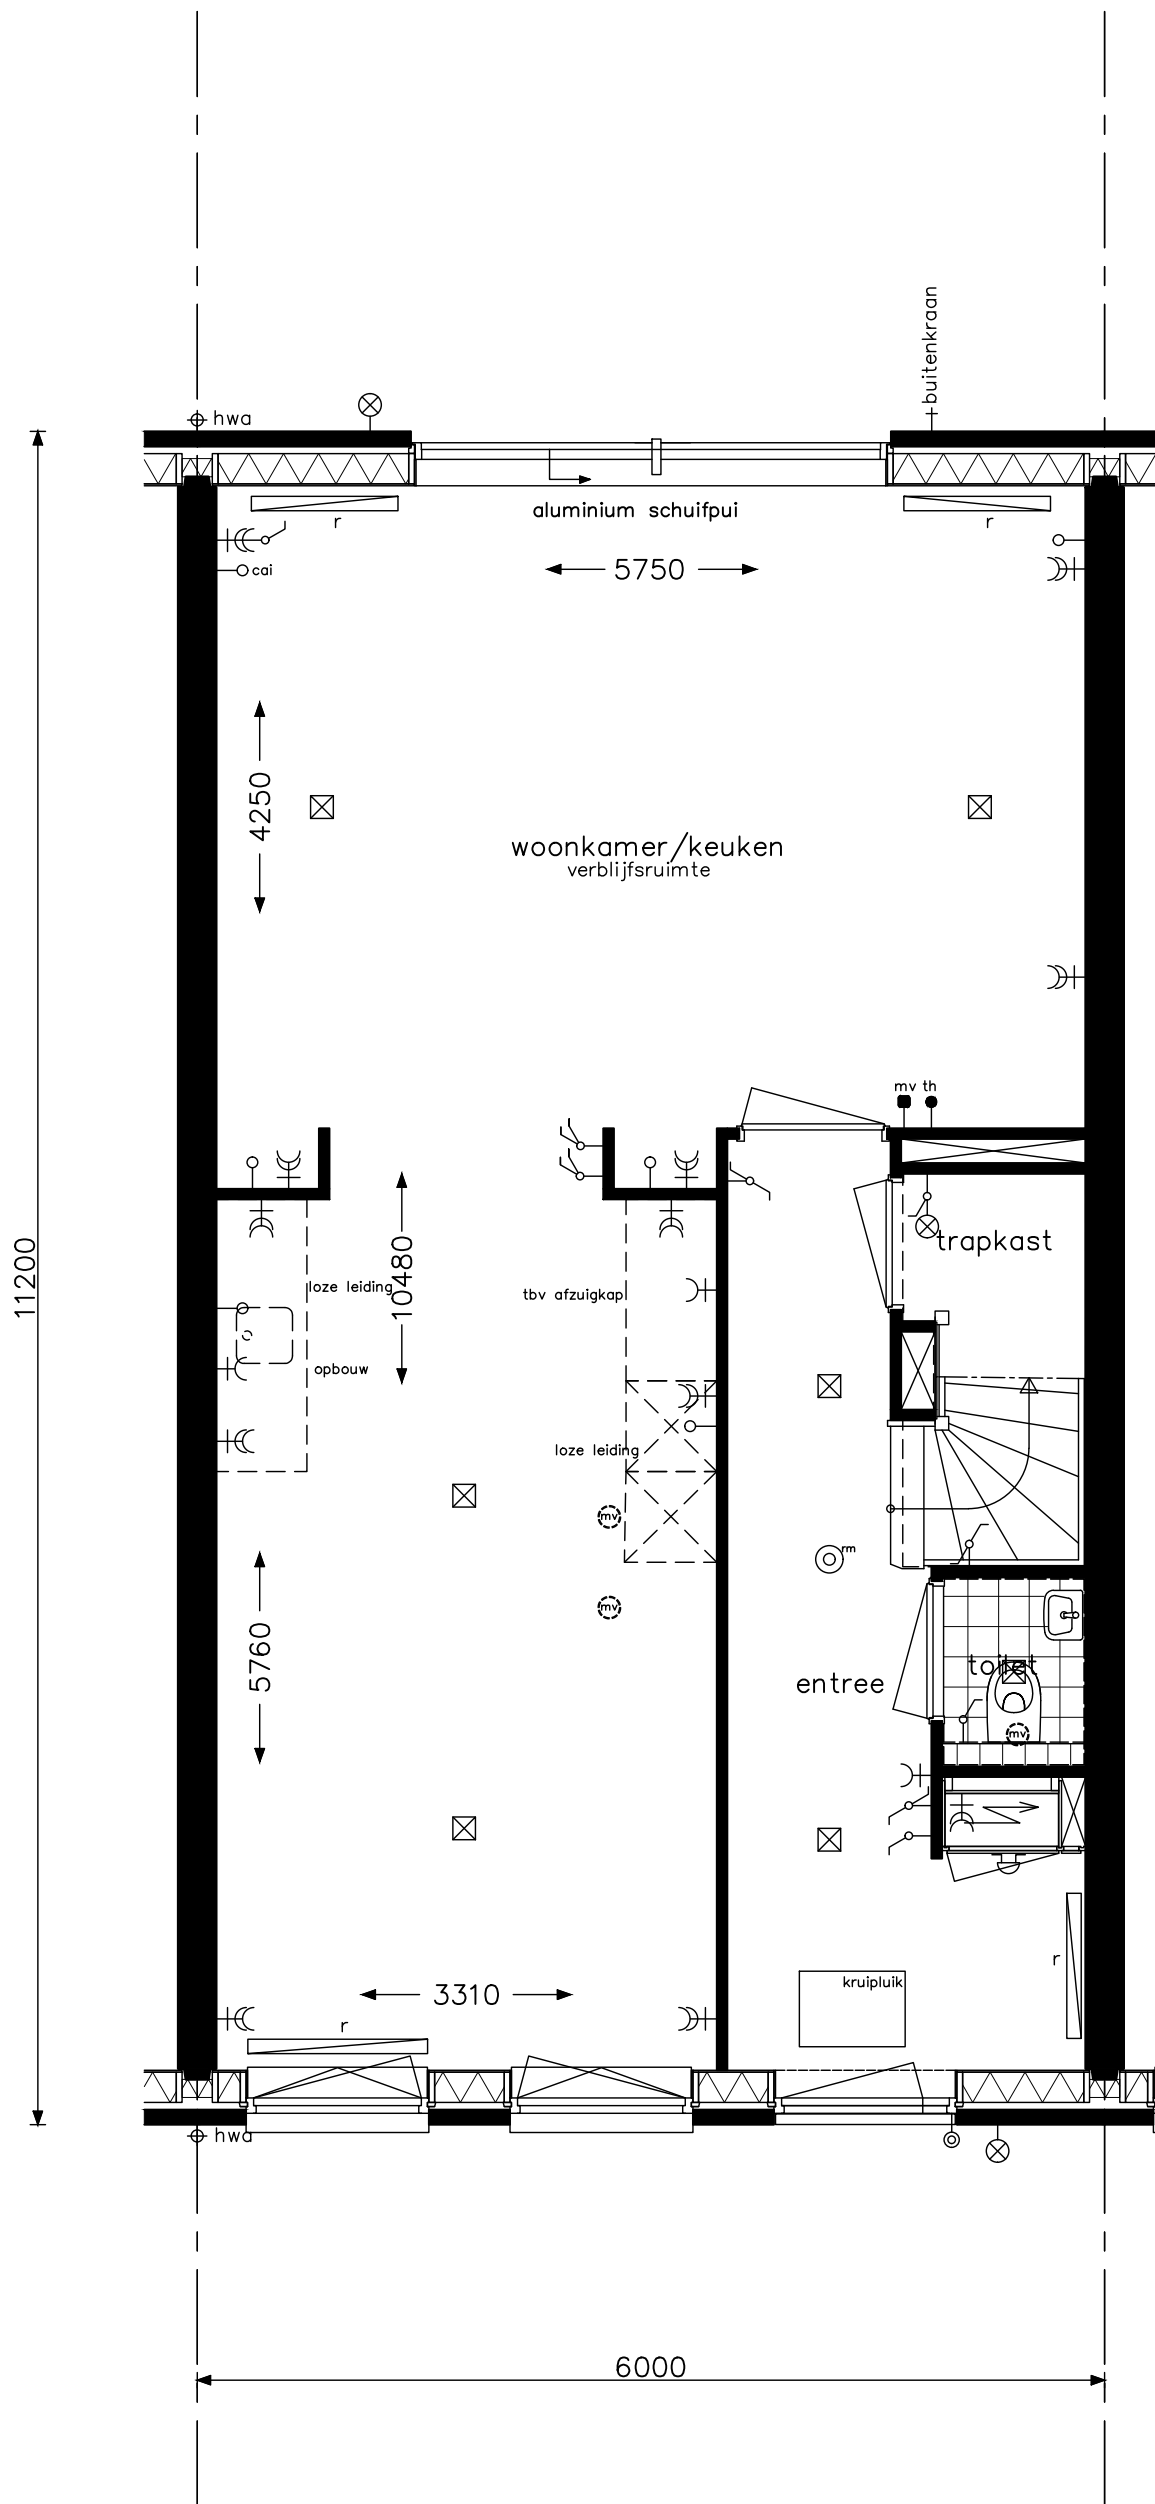 buitenkraan
hwa
aluminium schuifpui
r
r
cai
5750
4250
woonkamer/keuken
verblijfsruimte
mv th
trapkast
11200
10480
loze leiding
tbv afzuigkap
opbouw
loze leiding
mv
rm
mv
5760
toilet
entree
mv
r
kruipluik
3310
r
hwa
6000